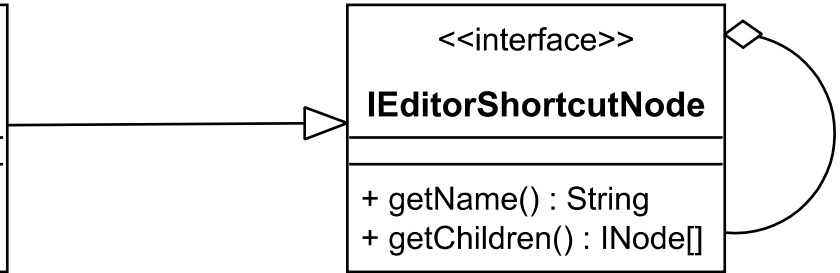 <<interface>>
IEditorShortcutNode
+ getName() : String
+ getChildren() : INode[]